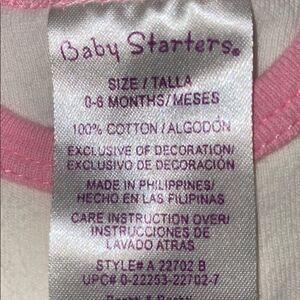 Baby Starters®
SIZE / TALLA
0-6 MONTHS/MESES
100% COTTON / ALGODÓN
EXCLUSIVE OF DECORATION/
EXCLUSIVO DE DECORACIÓN
MADE IN PHILIPPINES/
HECHO EN LAS FILIPINAS
CARE INSTRUCTION OVER/
INSTRUCCIONES DE
LAVADO ATRAS
STYLE# A 22702 B
UPC# 0-22253-22702-7